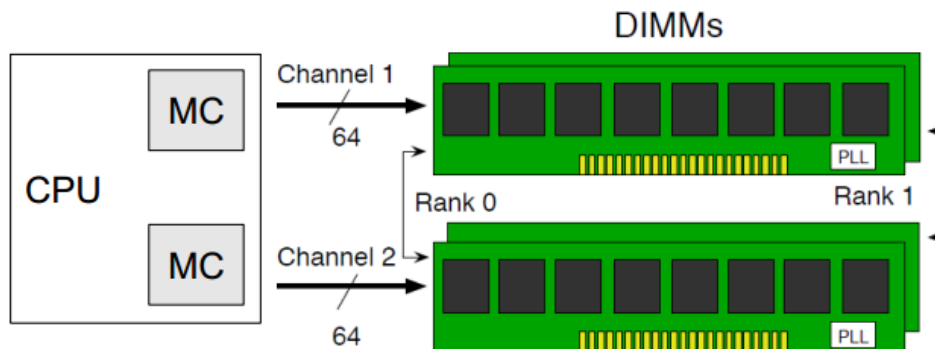 DIMMs
Channel 1
MC
64
PLL
CPU
Rank 0
Rank 1
Channel 2
MC
64
PLL